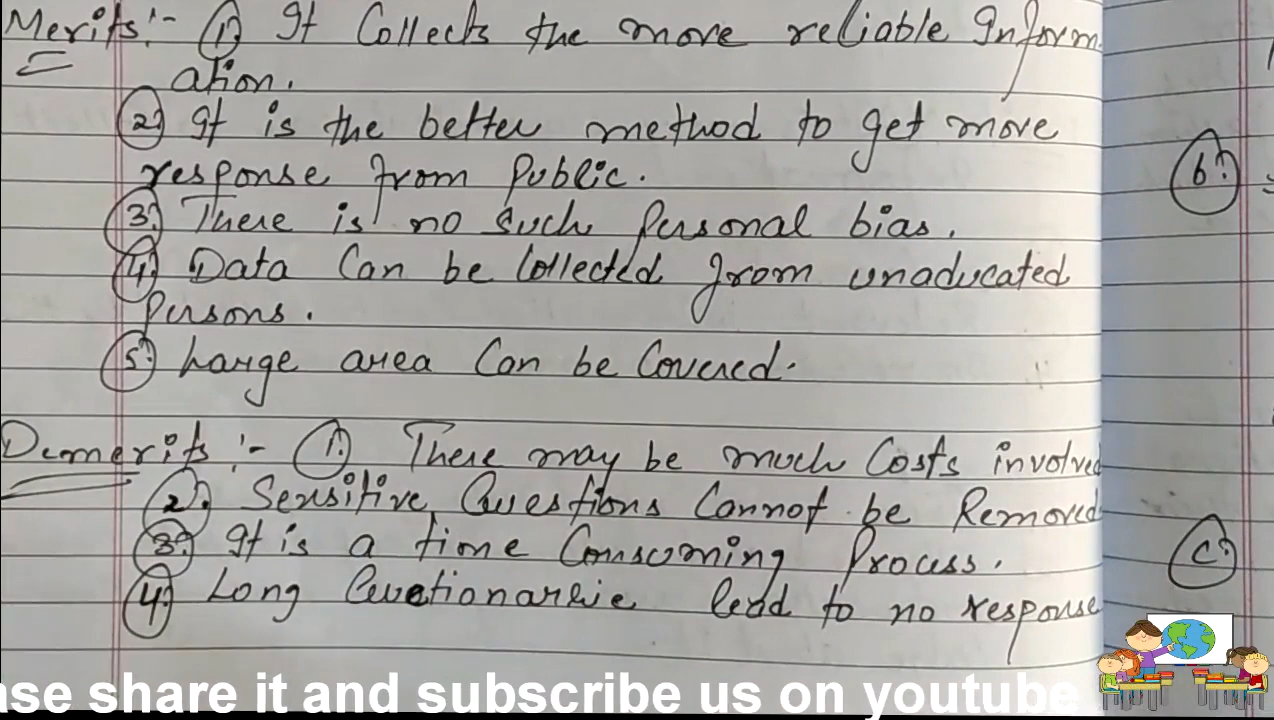 Merits:- 1) It Collects the more reliable Inform
ation.
2) It is the better method to get more
response from Public.
3) There is no such Personal bias.
4) Data Can be Collected from unaducated
Persons.
5) Large area Can be Covered.
Demerits:- 1) There may be much Costs involved
2) Sensitive Questions Cannot be Removed
3) It is a time Consuming Process.
4) Long Quetionarie lead to no response
b)
c)
ase share it and subscribe us on youtube